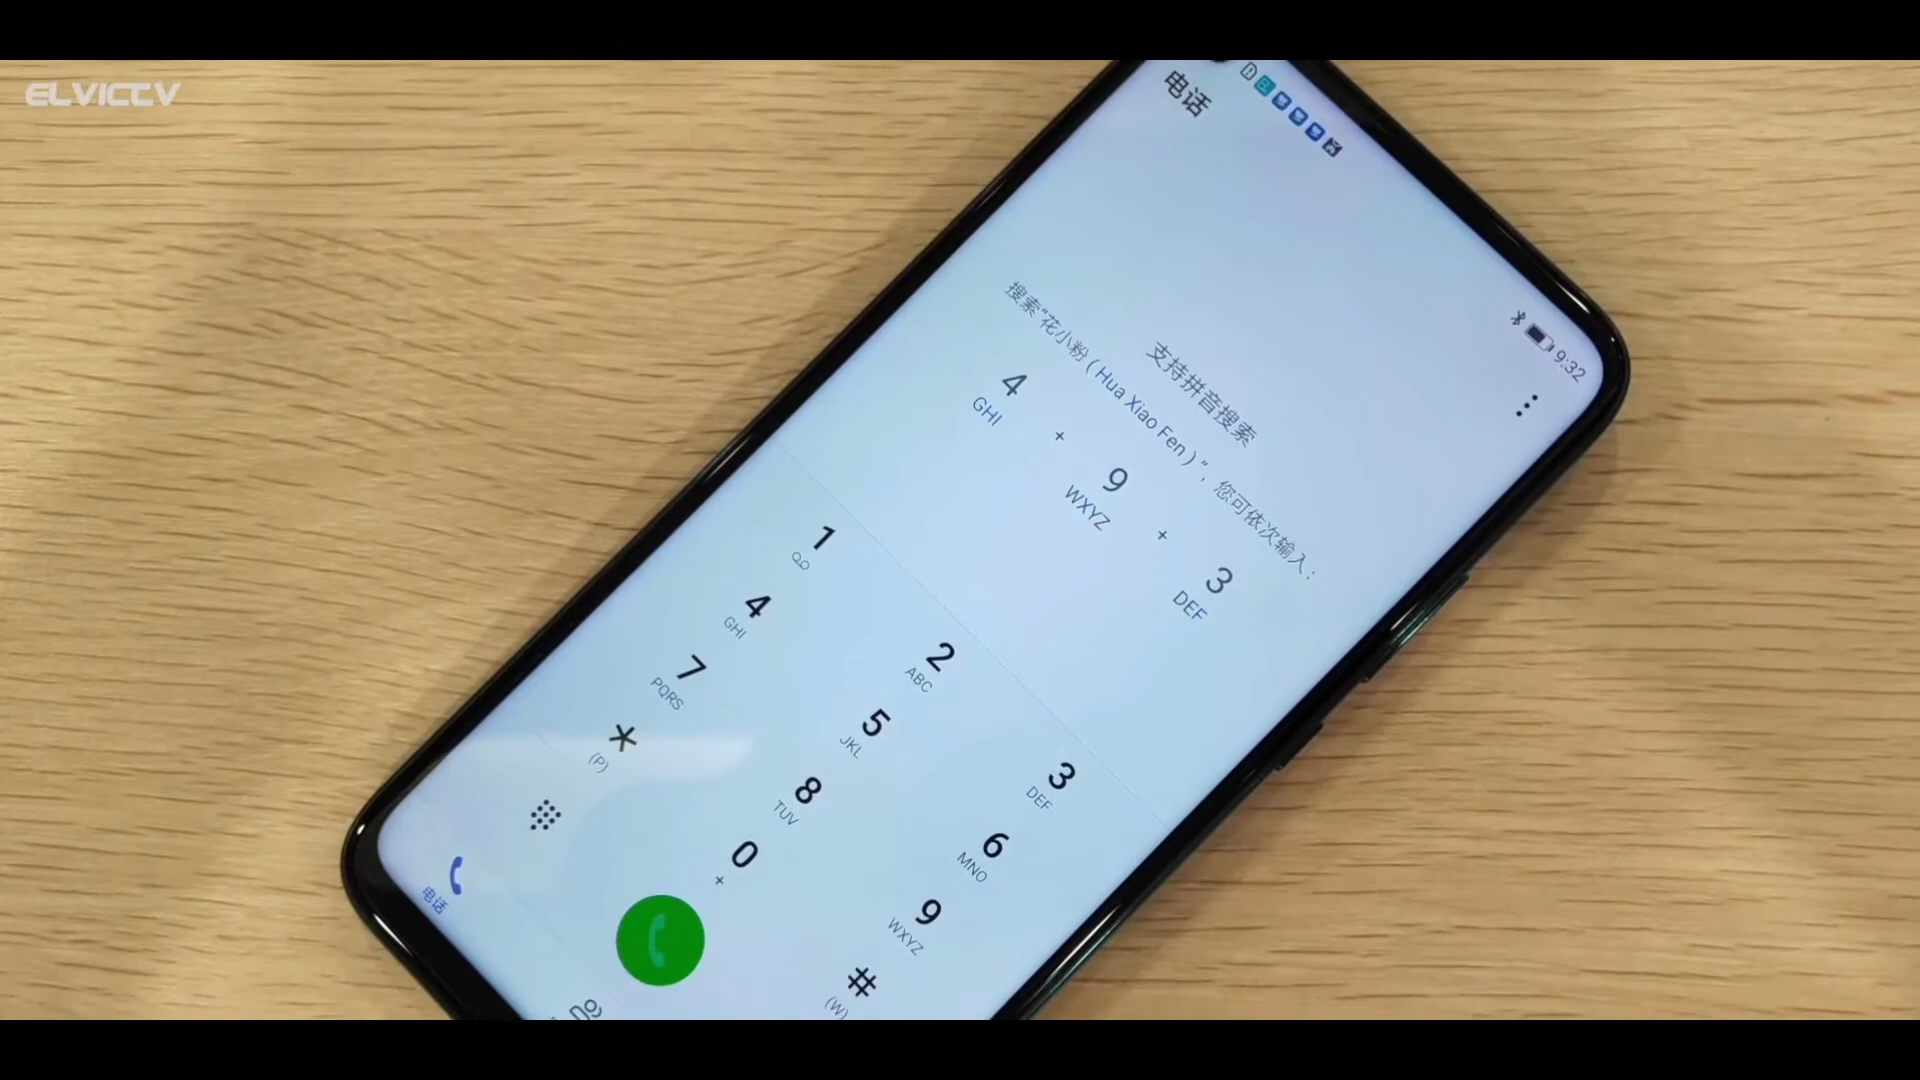 ELVICTV
9:32
电话
支持拼音搜索
搜索“花小粉 ( Hua Xiao Fen ) ”，您可依次输入：
4 + 9 + 3
GHI WXYZ DEF
1 2 3
ABC DEF
4 5 6
GHI JKL MNO
7 8 9
PQRS TUV WXYZ
* 0 #
(P) + (W)
电话